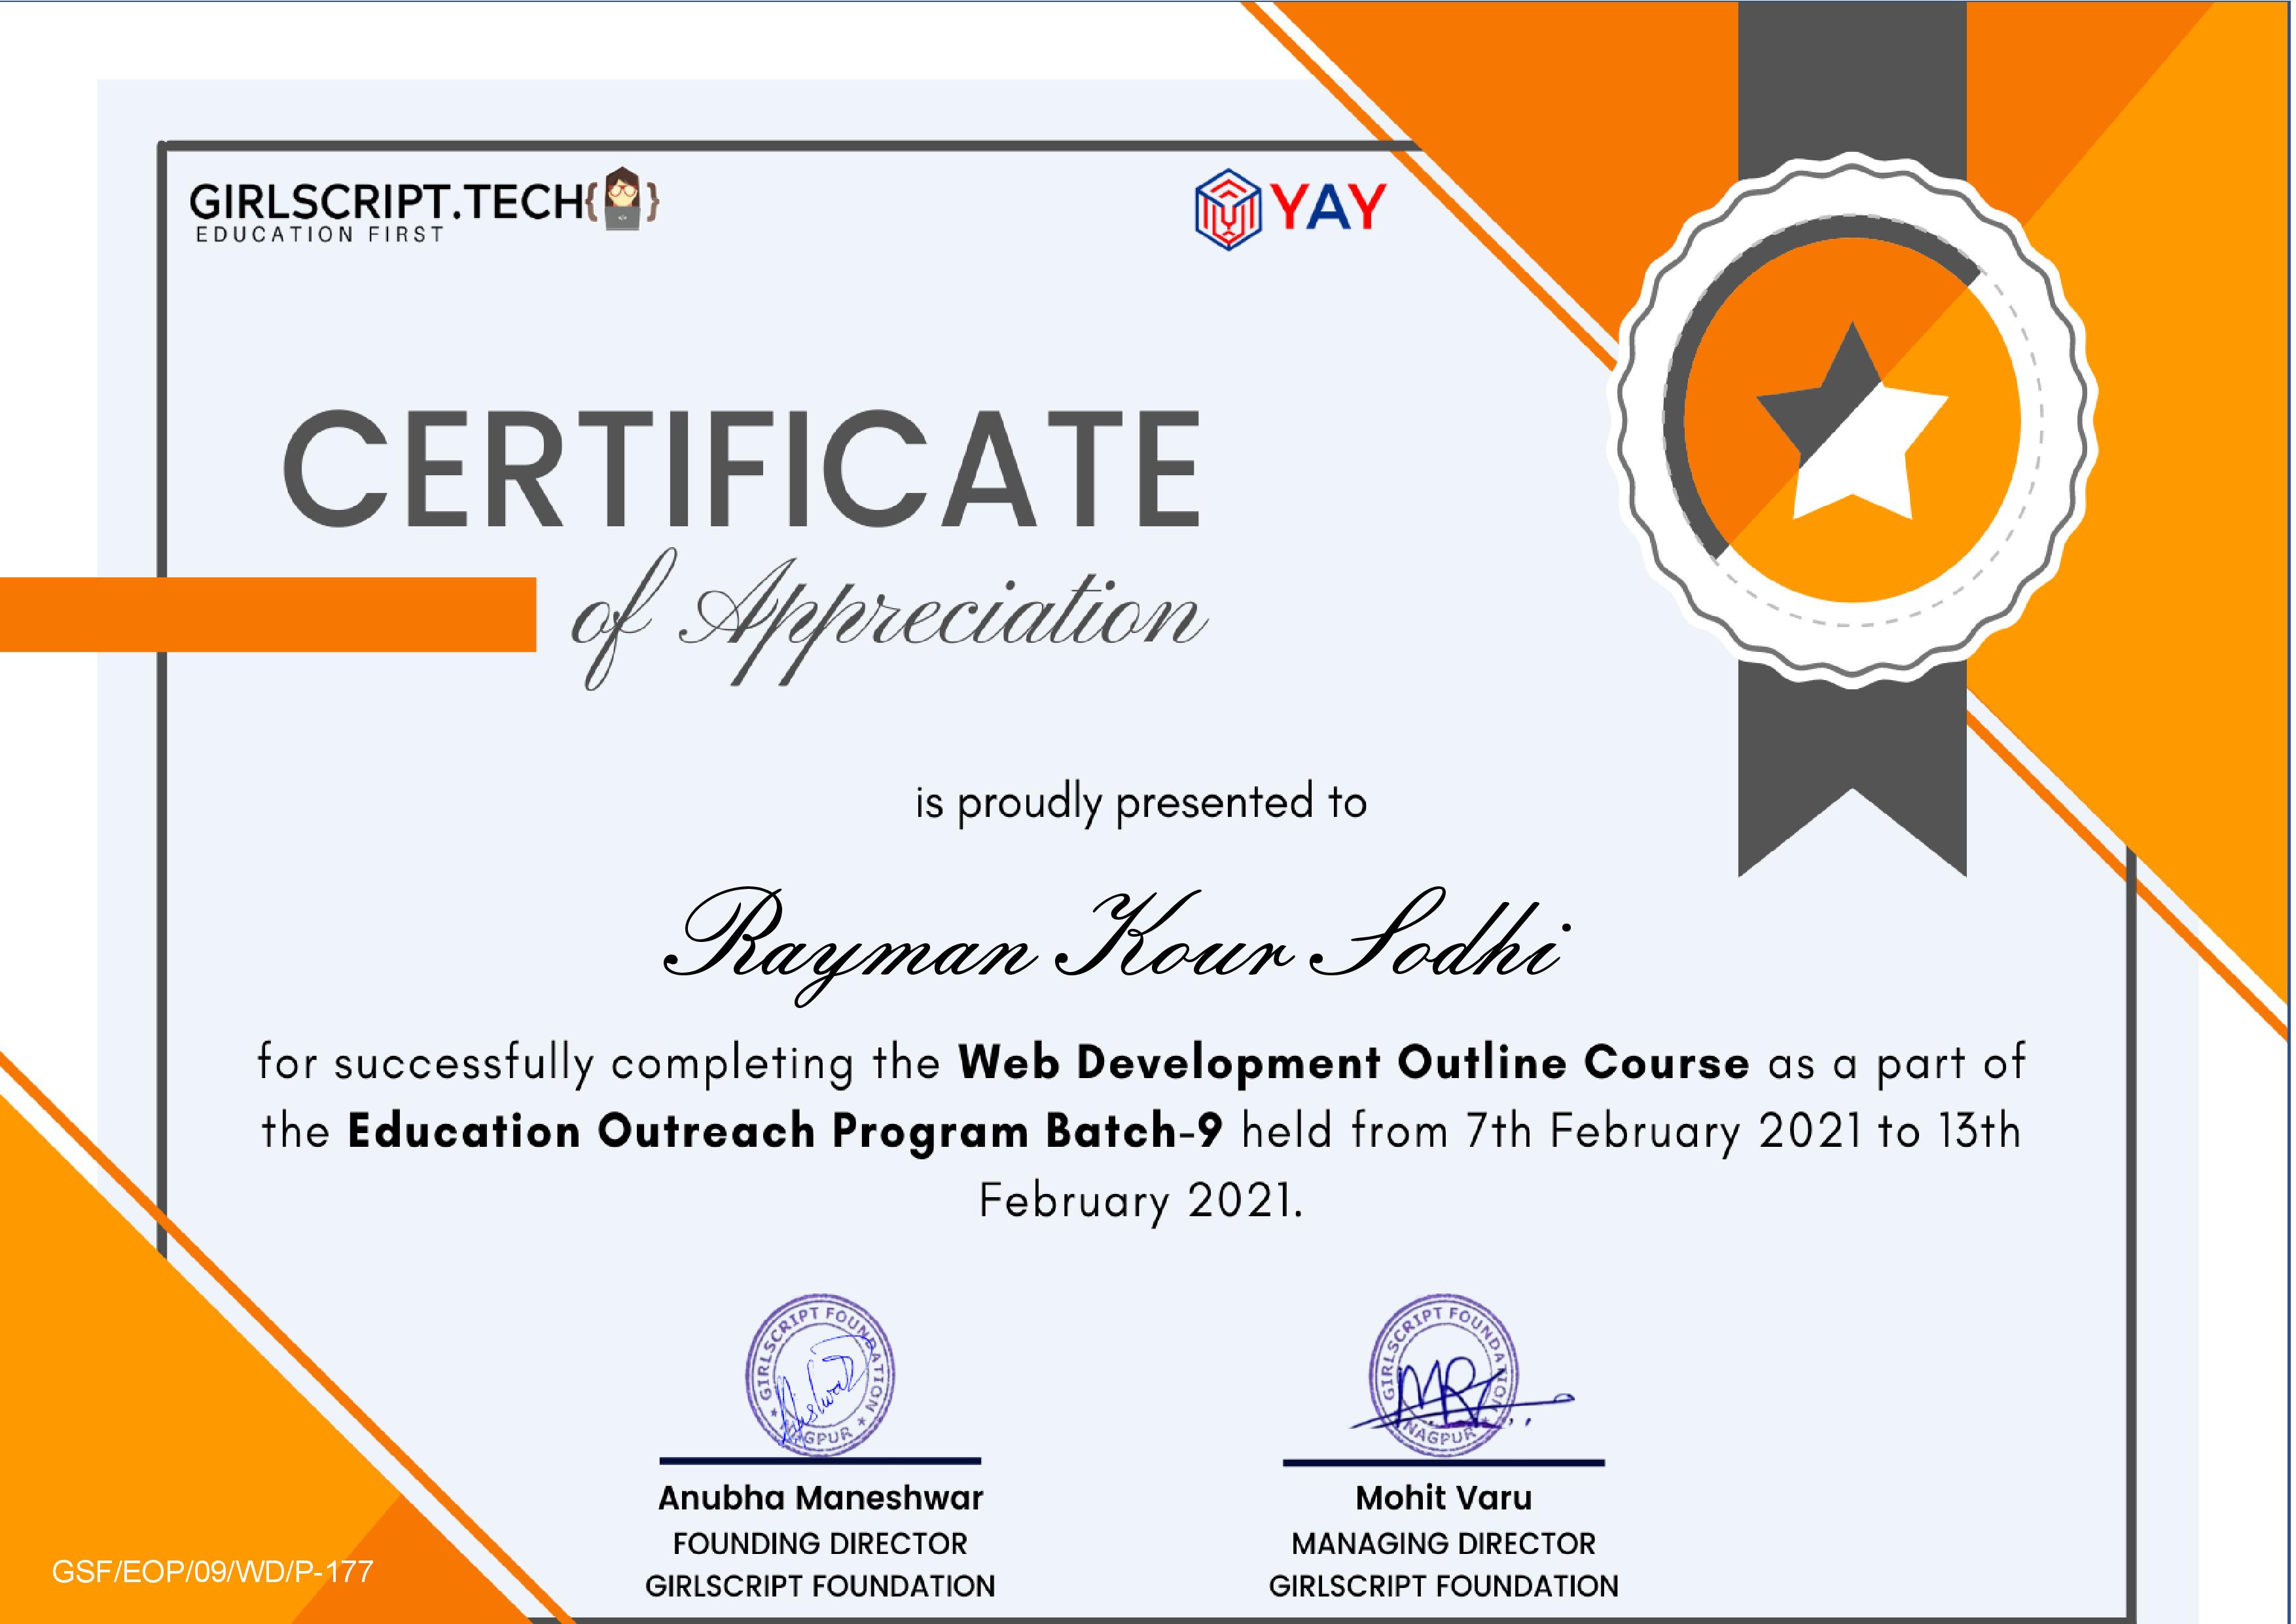 GIRLSCRIPT.TECH{ }
EDUCATION FIRST
YAY
CERTIFICATE
of Appreciation
is proudly presented to
Rayman Kour Sodhi
for successfully completing the Web Development Outline Course as a part of
the Education Outreach Program Batch-9 held from 7th February 2021 to 13th
February 2021.
GIRLSCRIPT FOUNDATION
* NAGPUR *
GIRLSCRIPT FOUNDATION
NAGPUR *
Anubha Maneshwar
FOUNDING DIRECTOR
GIRLSCRIPT FOUNDATION
Mohit Varu
MANAGING DIRECTOR
GIRLSCRIPT FOUNDATION
GSF/EOP/09/WD/P-177